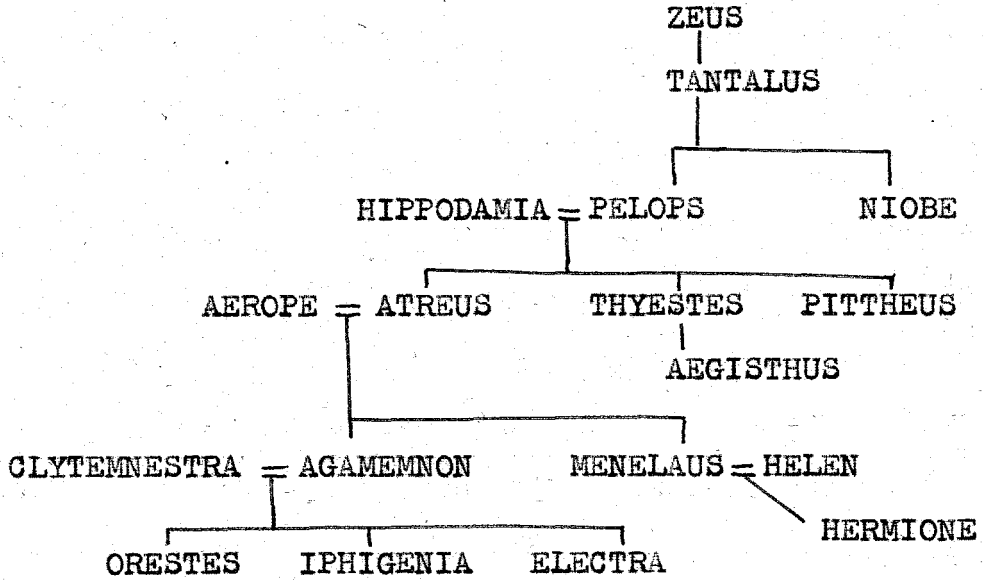 ZEUS
TANTALUS
HIPPODAMIA = PELOPS NIOBE
AEROPE = ATREUS THYESTES PITTHEUS
AEGISTHUS
CLYTEMNESTRA = AGAMEMNON MENELAUS = HELEN
HERMIONE
ORESTES IPHIGENIA ELECTRA